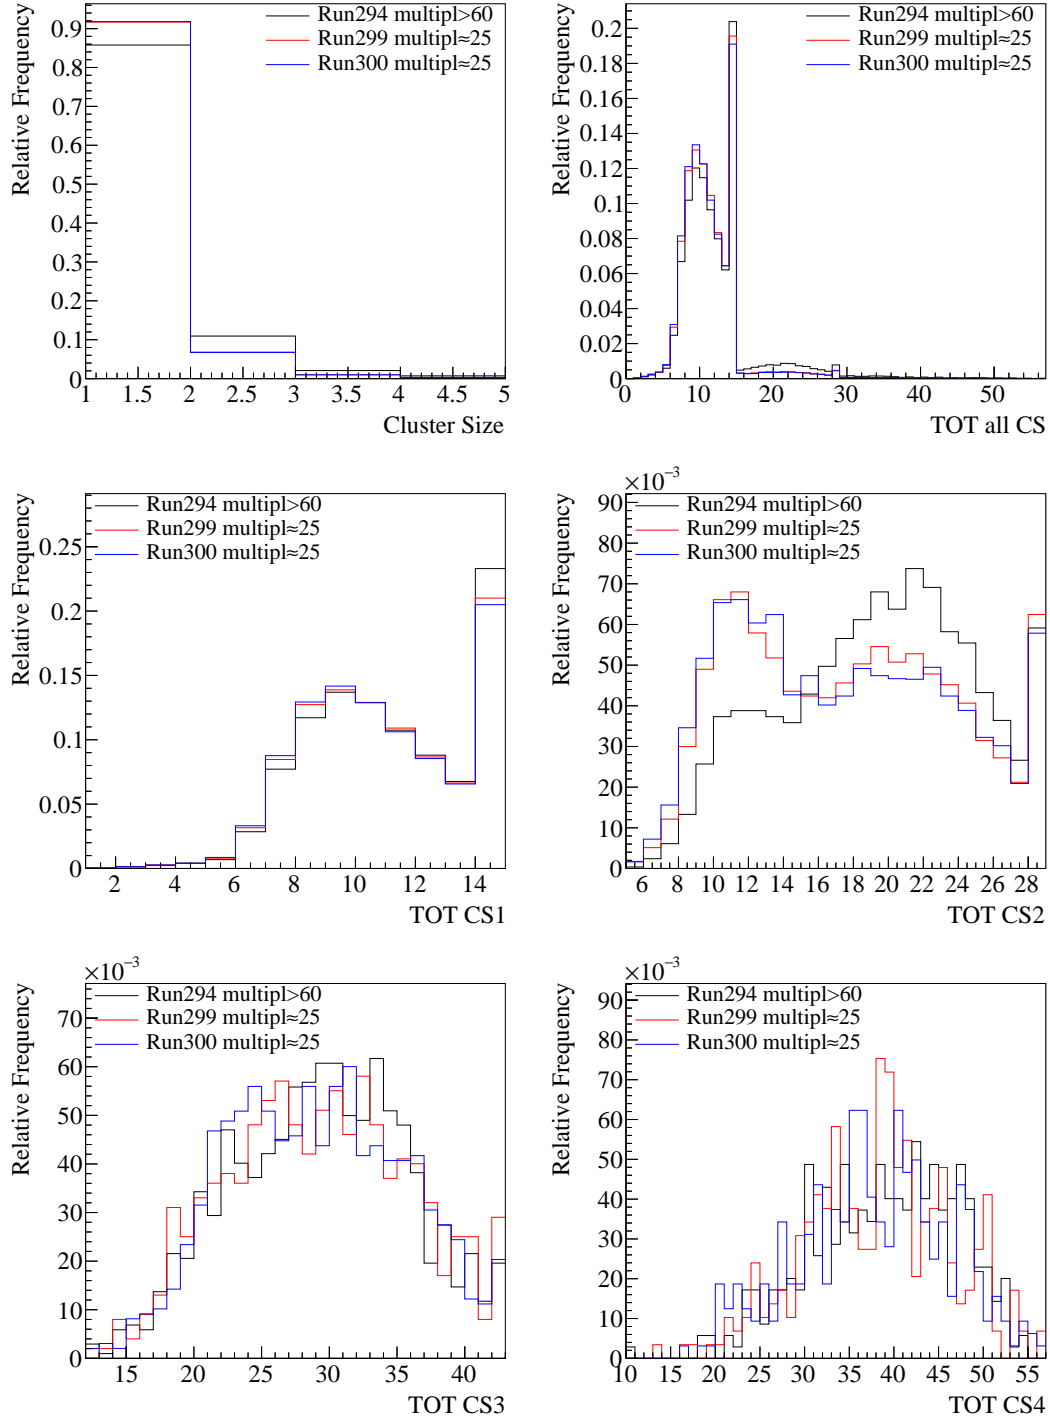 Relative Frequency
Run294 multipl>60
Run299 multipl≈25
Run300 multipl≈25
0.9
0.8
0.7
0.6
0.5
0.4
0.3
0.2
0.1
0
1 1.5 2 2.5 3 3.5 4 4.5 5
Cluster Size
Relative Frequency
Run294 multipl>60
Run299 multipl≈25
Run300 multipl≈25
0.2
0.18
0.16
0.14
0.12
0.1
0.08
0.06
0.04
0.02
0
0 10 20 30 40 50
TOT all CS
Relative Frequency
Run294 multipl>60
Run299 multipl≈25
Run300 multipl≈25
0.25
0.2
0.15
0.1
0.05
0
2 4 6 8 10 12 14
TOT CS1
×10⁻³
Relative Frequency
Run294 multipl>60
Run299 multipl≈25
Run300 multipl≈25
90
80
70
60
50
40
30
20
10
0
6 8 10 12 14 16 18 20 22 24 26 28
TOT CS2
×10⁻³
Relative Frequency
Run294 multipl>60
Run299 multipl≈25
Run300 multipl≈25
70
60
50
40
30
20
10
0
15 20 25 30 35 40
TOT CS3
×10⁻³
Relative Frequency
Run294 multipl>60
Run299 multipl≈25
Run300 multipl≈25
90
80
70
60
50
40
30
20
10
0
10 15 20 25 30 35 40 45 50 55
TOT CS4